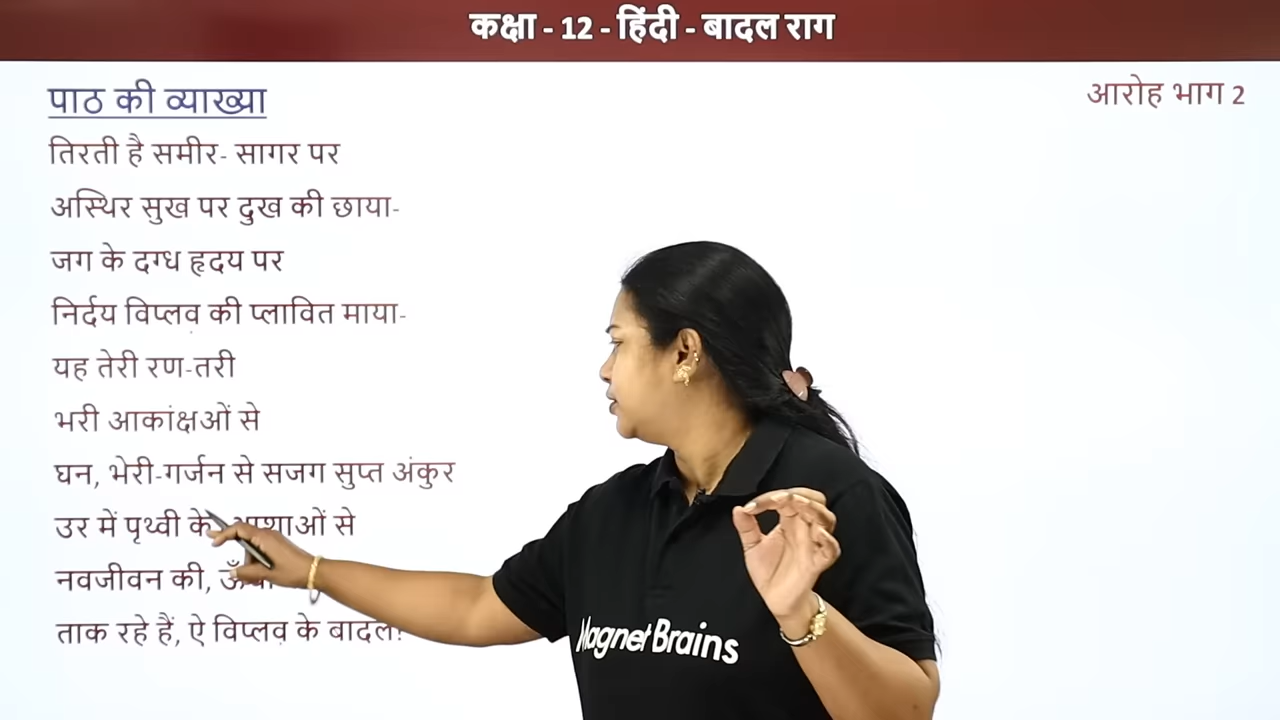 कक्षा - 12 - हिंदी - बादल राग
पाठ की व्याख्या
आरोह भाग 2
तिरती है समीर- सागर पर
अस्थिर सुख पर दुख की छाया-
जग के दग्ध हृदय पर
निर्दय विप्लव की प्लावित माया-
यह तेरी रण-तरी
भरी आकांक्षओं से
घन, भेरी-गर्जन से सजग सुप्त अंकुर
उर में पृथ्वी के, आशाओं से
नवजीवन की,
ताक रहे हैं, ऐ विप्लव के बादल!
Magnet Brains